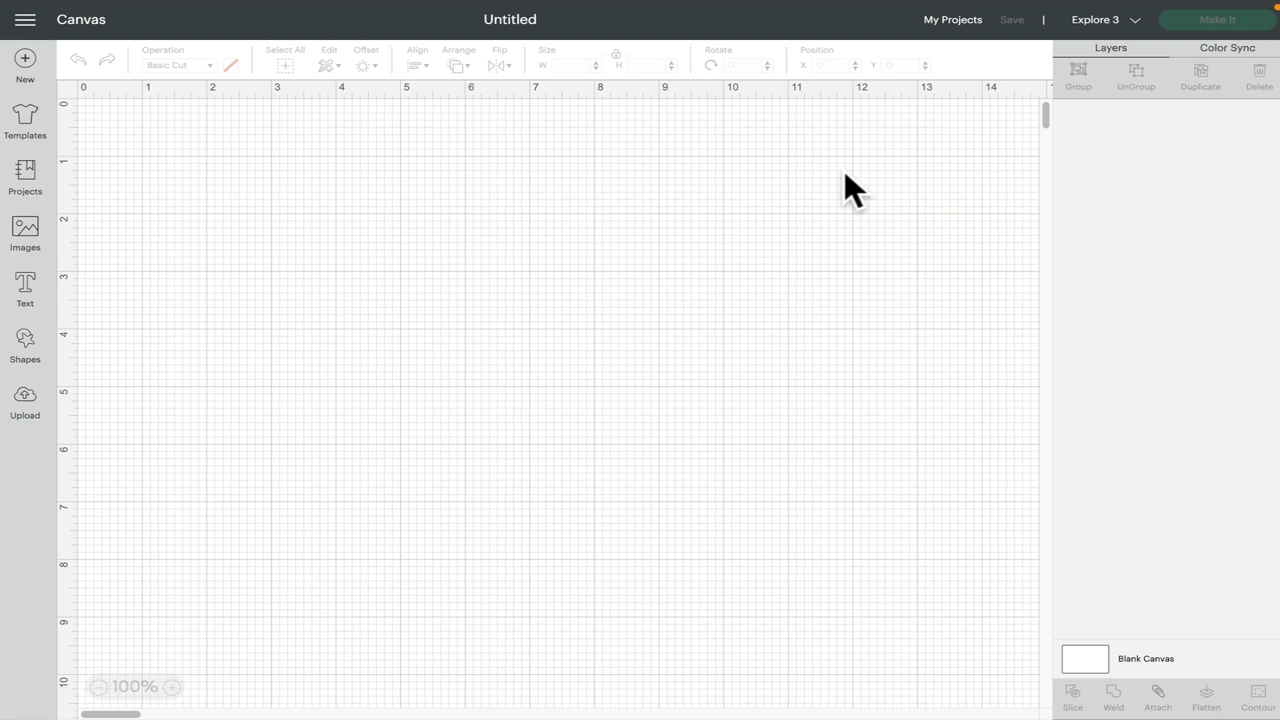 Canvas
Untitled
My Projects Save | Explore 3 Make It
Operation Select All Edit Offset Align Arrange Flip Size Rotate Position
Basic Cut W H 0 X 0 Y 0
Layers Color Sync
Group UnGroup Duplicate Delete
New
Templates
Projects
Images
Text
Shapes
Upload
0 1 2 3 4 5 6 7 8 9 10 11 12 13 14
0
1
2
3
4
5
6
7
8
9
10
100%
Blank Canvas
Slice Weld Attach Flatten Contour